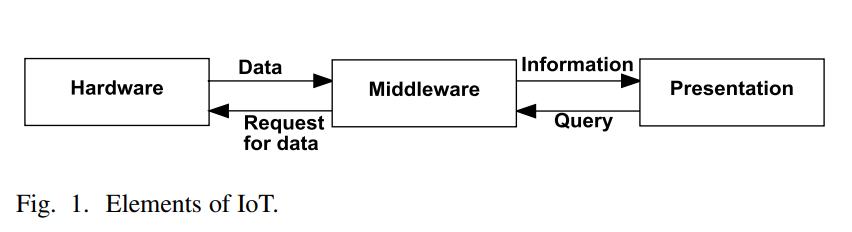 Hardware
Data
Request
for data
Middleware
Information
Query
Presentation
Fig. 1. Elements of IoT.